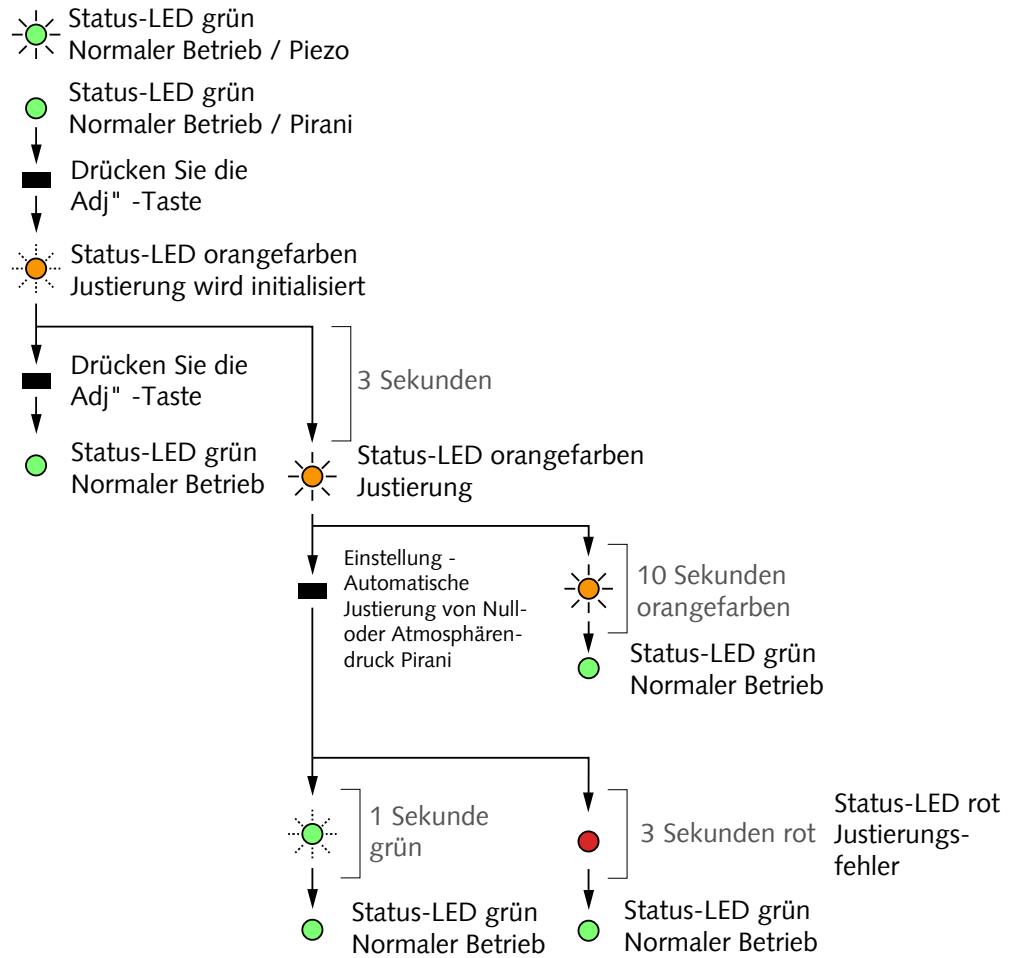 Status-LED grün
Normaler Betrieb / Piezo
Status-LED grün
Normaler Betrieb / Pirani
Drücken Sie die
Adj" -Taste
Status-LED orangefarben
Justierung wird initialisiert
Drücken Sie die
Adj" -Taste
3 Sekunden
Status-LED grün
Normaler Betrieb
Status-LED orangefarben
Justierung
Einstellung -
Automatische
Justierung von Null-
oder Atmosphären-
druck Pirani
10 Sekunden
orangefarben
Status-LED grün
Normaler Betrieb
1 Sekunde
grün
3 Sekunden rot
Status-LED rot
Justierungs-
fehler
Status-LED grün
Normaler Betrieb
Status-LED grün
Normaler Betrieb